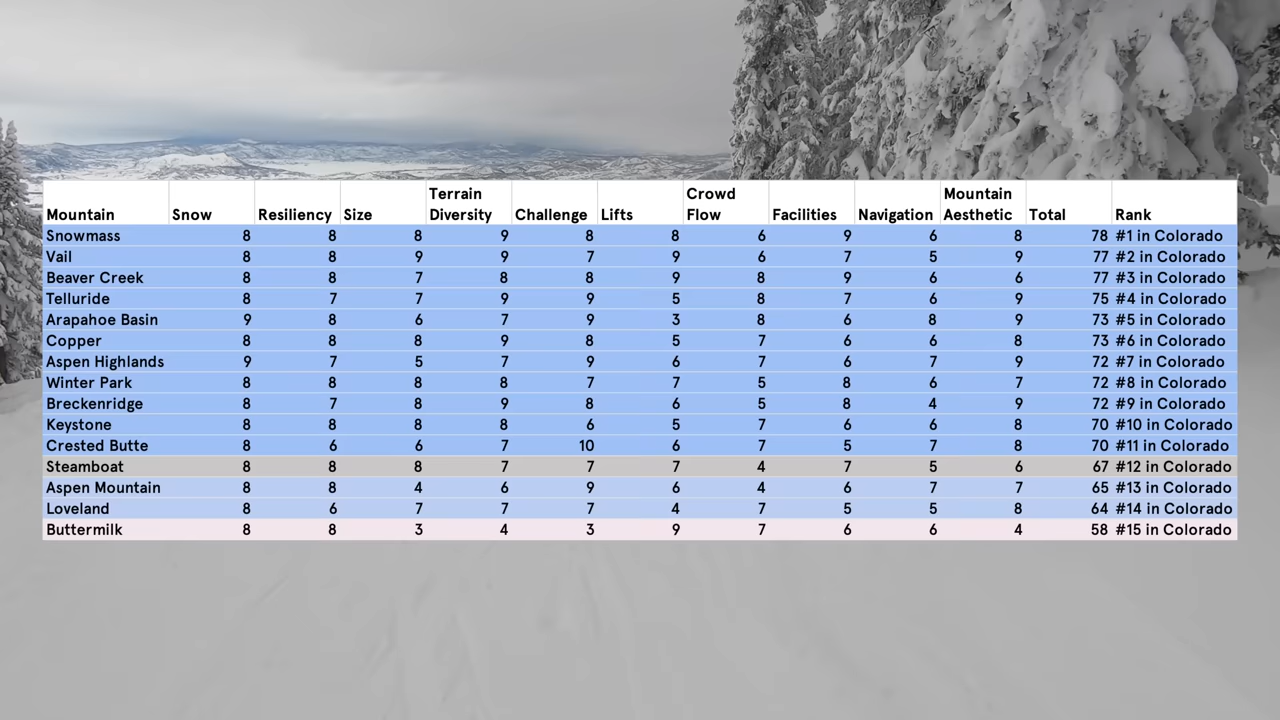 Mountain Snow Resiliency Size Terrain Diversity Challenge Lifts Crowd Flow Facilities Navigation Mountain Aesthetic Total Rank
Snowmass 8 8 8 9 8 8 6 9 6 8 78 #1 in Colorado
Vail 8 8 9 9 7 9 6 7 5 9 77 #2 in Colorado
Beaver Creek 8 8 7 8 8 9 8 9 6 6 77 #3 in Colorado
Telluride 8 7 7 9 9 5 8 7 6 9 75 #4 in Colorado
Arapahoe Basin 9 8 6 7 9 3 8 6 8 9 73 #5 in Colorado
Copper 8 8 8 9 8 5 7 6 6 8 73 #6 in Colorado
Aspen Highlands 9 7 5 7 9 6 7 6 7 9 72 #7 in Colorado
Winter Park 8 8 8 8 7 7 5 8 6 7 72 #8 in Colorado
Breckenridge 8 7 8 9 8 6 5 8 4 9 72 #9 in Colorado
Keystone 8 8 8 8 6 5 7 6 6 8 70 #10 in Colorado
Crested Butte 8 6 6 7 10 6 7 5 7 8 70 #11 in Colorado
Steamboat 8 8 8 7 7 7 4 7 5 6 67 #12 in Colorado
Aspen Mountain 8 8 4 6 9 6 4 6 7 7 65 #13 in Colorado
Loveland 8 6 7 7 7 4 7 5 5 8 64 #14 in Colorado
Buttermilk 8 8 3 4 3 9 7 6 6 4 58 #15 in Colorado